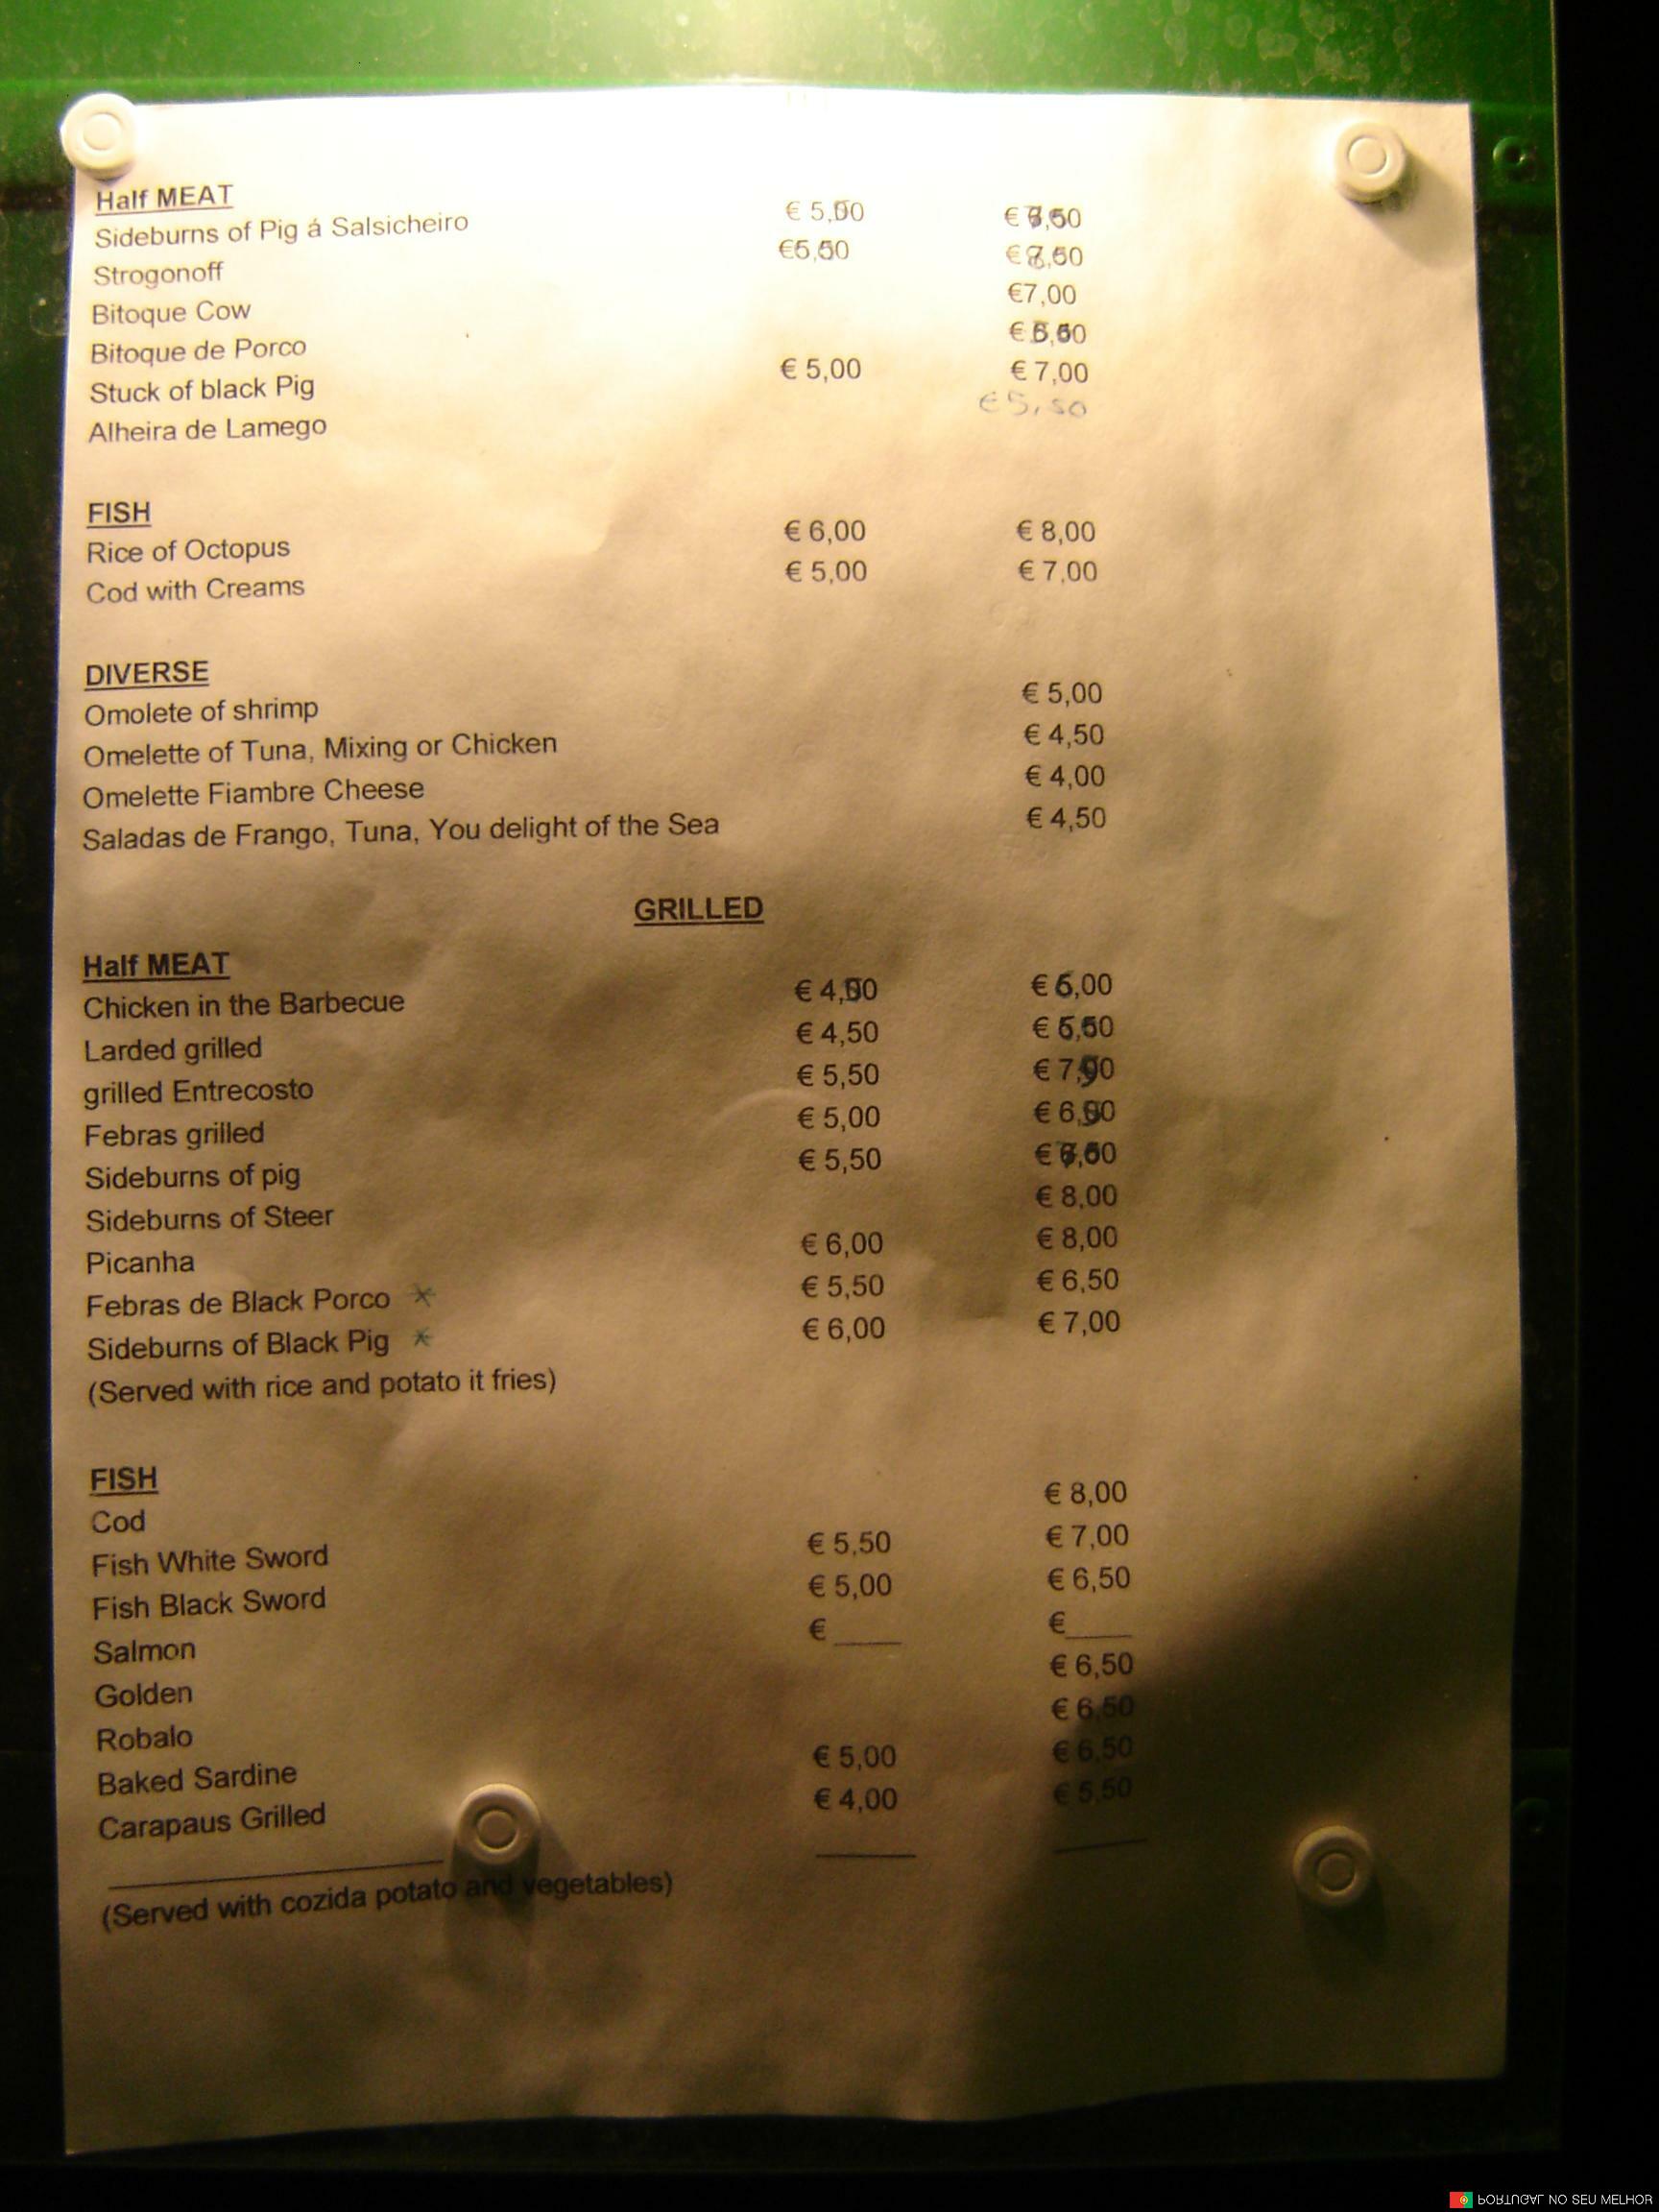 Half MEAT
Sideburns of Pig á Salsicheiro € 5,50
Strogonoff €5,50
Bitoque Cow €7,00
Bitoque de Porco
Stuck of black Pig € 5,00 € 7,00
Alheira de Lamego €5,50
FISH
Rice of Octopus € 6,00 € 8,00
Cod with Creams € 5,00 € 7,00
DIVERSE
Omolete of shrimp € 5,00
Omelette of Tuna, Mixing or Chicken € 4,50
Omelette Fiambre Cheese € 4,00
Saladas de Frango, Tuna, You delight of the Sea € 4,50
GRILLED
Half MEAT
Chicken in the Barbecue
Larded grilled € 4,50
grilled Entrecosto € 5,50
Febras grilled € 5,00
Sideburns of pig € 5,50
Sideburns of Steer € 8,00
Picanha € 6,00 € 8,00
Febras de Black Porco * € 5,50 € 6,50
Sideburns of Black Pig * € 6,00 € 7,00
(Served with rice and potato it fries)
FISH
Cod € 8,00
Fish White Sword € 5,50 € 7,00
Fish Black Sword € 5,00 € 6,50
Salmon € ____ € ____
Golden € 6,50
Robalo € 6,50
Baked Sardine € 5,00 € 6,50
Carapaus Grilled € 4,00 € 5,50
(Served with cozida potato and vegetables)
PORTUGAL NO SEU MELHOR